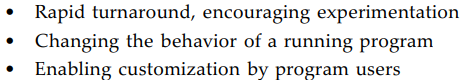 • Rapid turnaround, encouraging experimentation
• Changing the behavior of a running program
• Enabling customization by program users